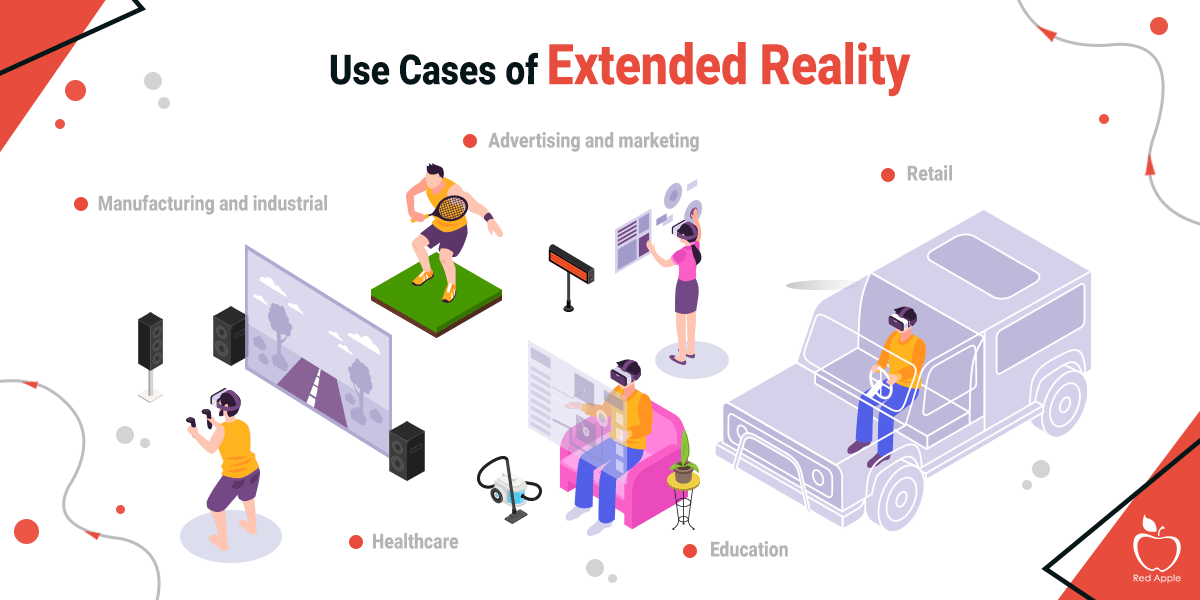 Use Cases of Extended Reality
Advertising and marketing
Retail
Manufacturing and industrial
Healthcare
Education
Red Apple